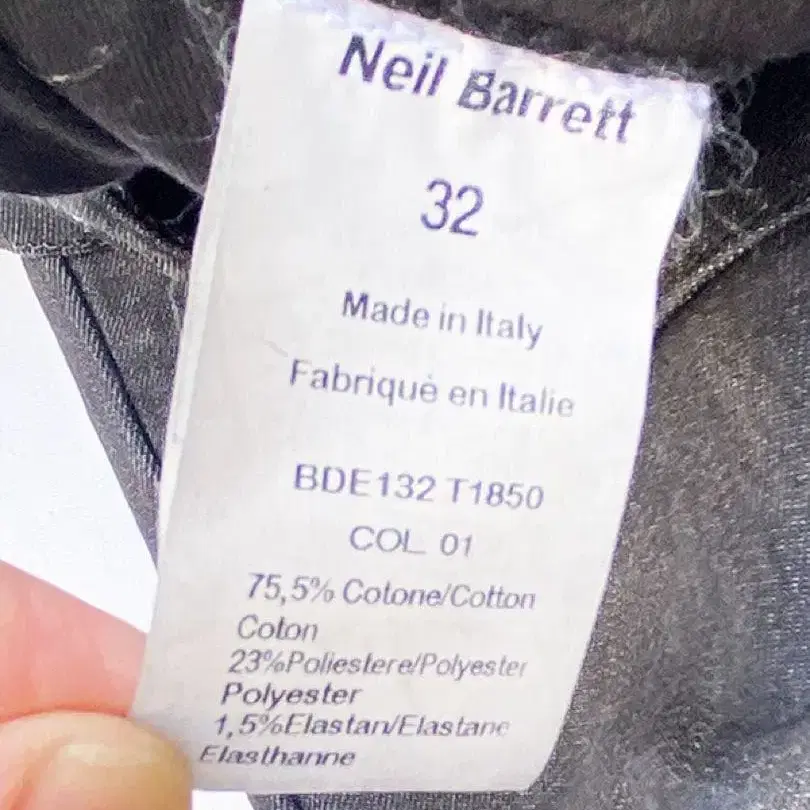 Neil Barrett
32
Made in Italy
Fabriqué en Italie
BDE132 T1850
COL 01
75,5% Cotone/Cotton
Coton
23%Poliestere/Polyester
Polyester
1,5%Elastan/Elastane
Elasthanne